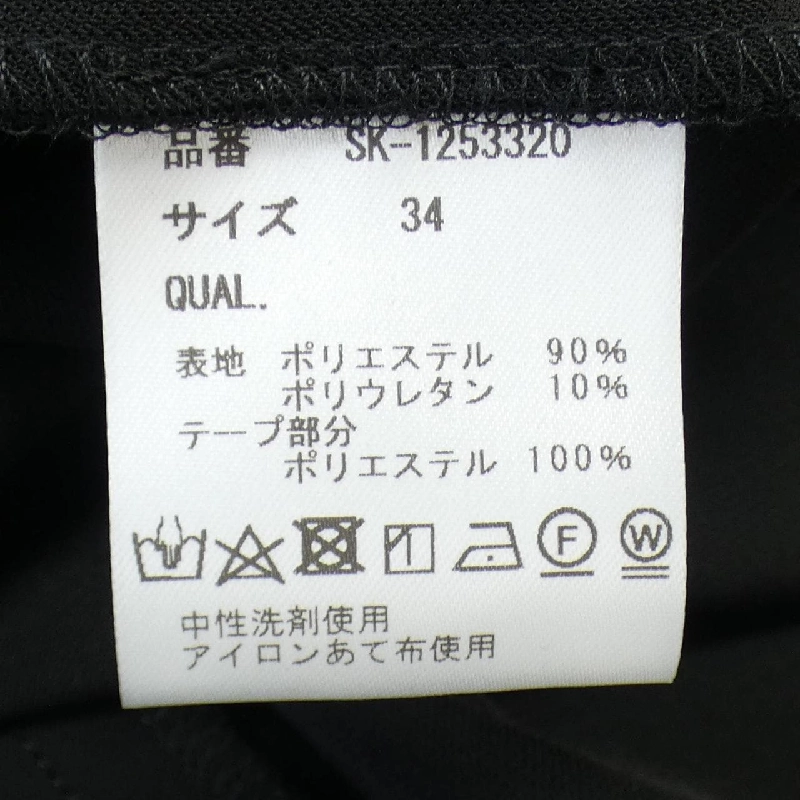 品番 SK-1253320
サイズ 34
QUAL.
表地 ポリエステル 90%
ポリウレタン 10%
テープ部分
ポリエステル 100%
F W
中性洗剤使用
アイロンあて布使用